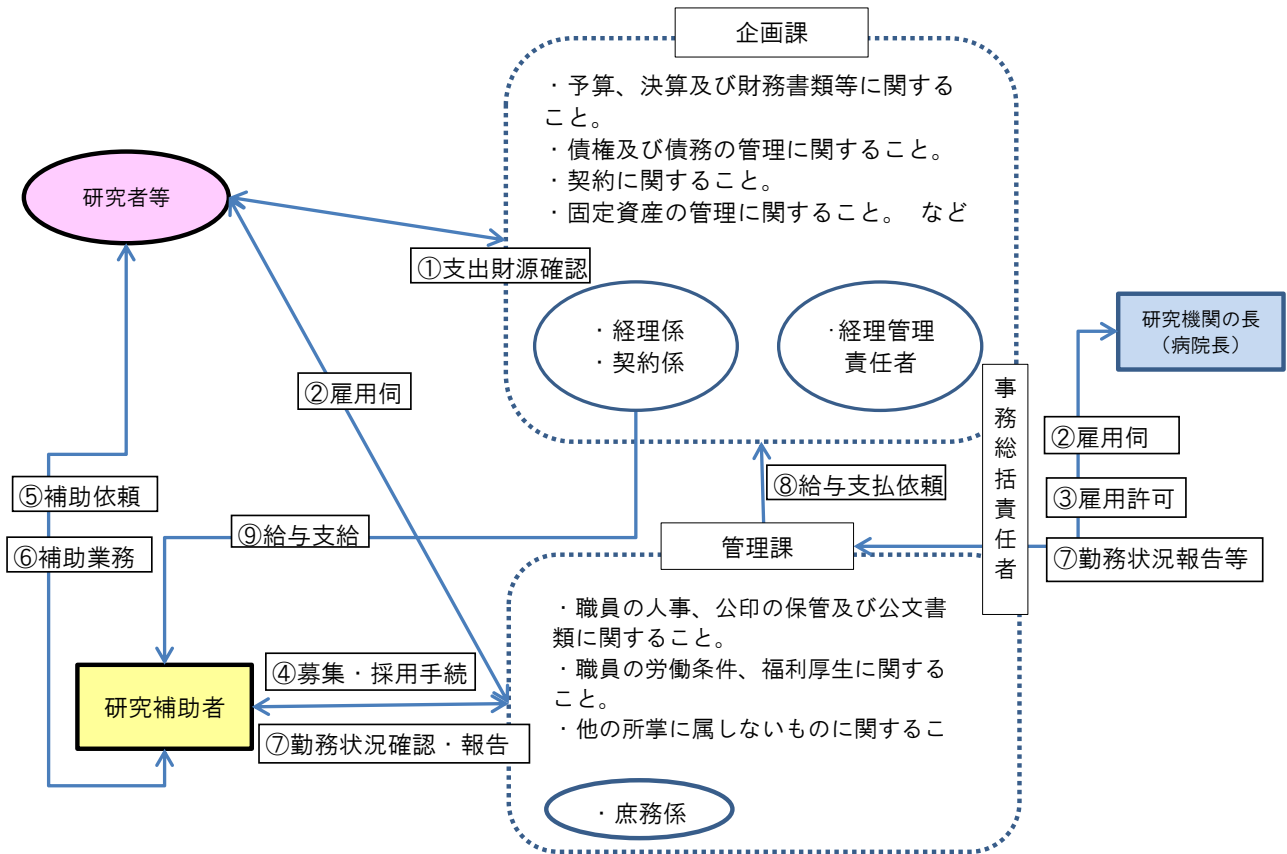 企画課
・予算、決算及び財務書類等に関する
こと。
・債権及び債務の管理に関すること。
・契約に関すること。
・固定資産の管理に関すること。 など
研究者等
①支出財源確認
・経理係
・契約係
・経理管理
責任者
研究機関の長
(病院長)
事務総括責任者
②雇用伺
②雇用伺
③雇用許可
⑦勤務状況報告等
⑤補助依頼
⑥補助業務
⑧給与支払依頼
⑨給与支給
管理課
・職員の人事、公印の保管及び公文書
類に関すること。
・職員の労働条件、福利厚生に関する
こと。
・他の所掌に属しないものに関するこ
④募集・採用手続
研究補助者
⑦勤務状況確認・報告
・庶務係